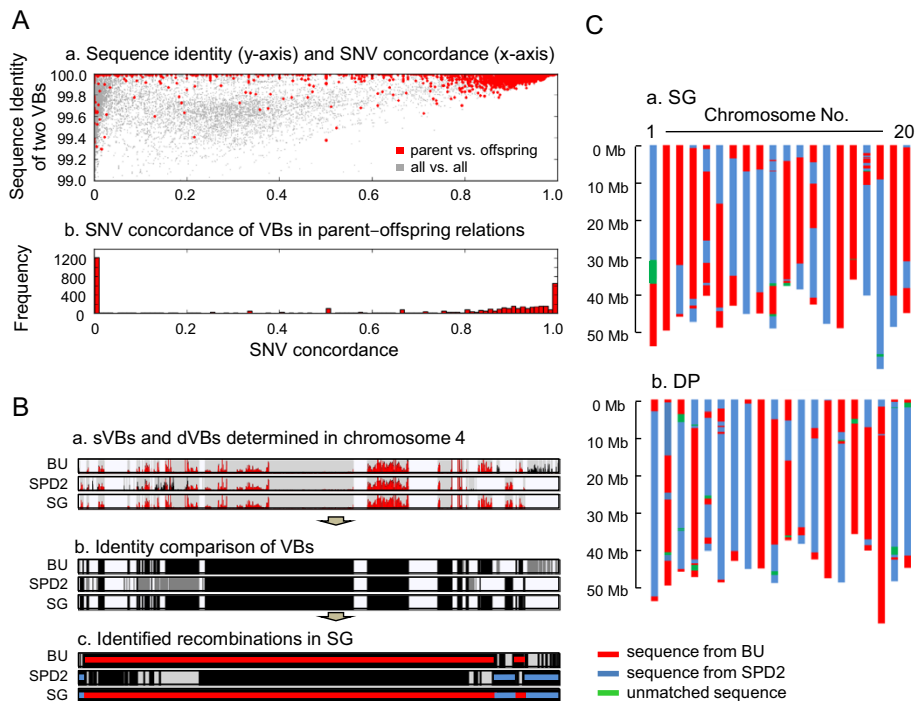 A
a. Sequence identity (y-axis) and SNV concordance (x-axis)
Sequence Identity
of two VBs
100.0
99.8
99.6
99.4
99.2
99.0
parent vs. offspring
all vs. all
0
0.2
0.4
0.6
0.8
1.0
b. SNV concordance of VBs in parent–offspring relations
Frequency
1200
800
400
0
0
0.2
0.4
0.6
0.8
1.0
SNV concordance
B
a. sVBs and dVBs determined in chromosome 4
BU
SPD2
SG
b. Identity comparison of VBs
BU
SPD2
SG
c. Identified recombinations in SG
BU
SPD2
SG
C
a. SG
Chromosome No.
1
20
0 Mb
10 Mb
20 Mb
30 Mb
40 Mb
50 Mb
b. DP
0 Mb
10 Mb
20 Mb
30 Mb
40 Mb
50 Mb
sequence from BU
sequence from SPD2
unmatched sequence